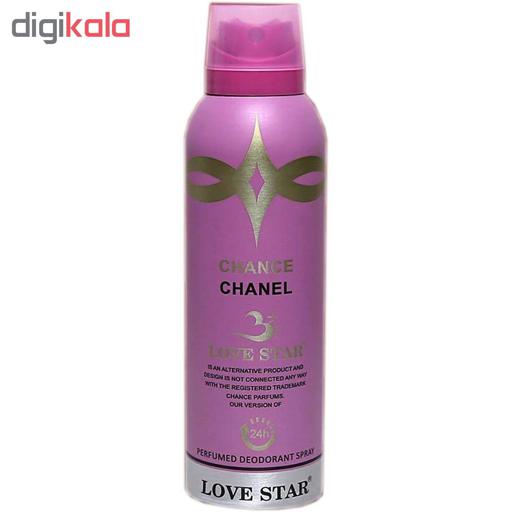 digikala
CHANCE
CHANEL
LOVE STAR®
IS AN ALTERNATIVE PRODUCT AND
DESIGN IS NOT CONNECTED ANY WAY
WITH THE REGISTERED TRADEMARK
CHANCE PARFUMS.
OUR VERSION OF
24h
PERFUMED DEODORANT SPRAY
LOVE STAR®